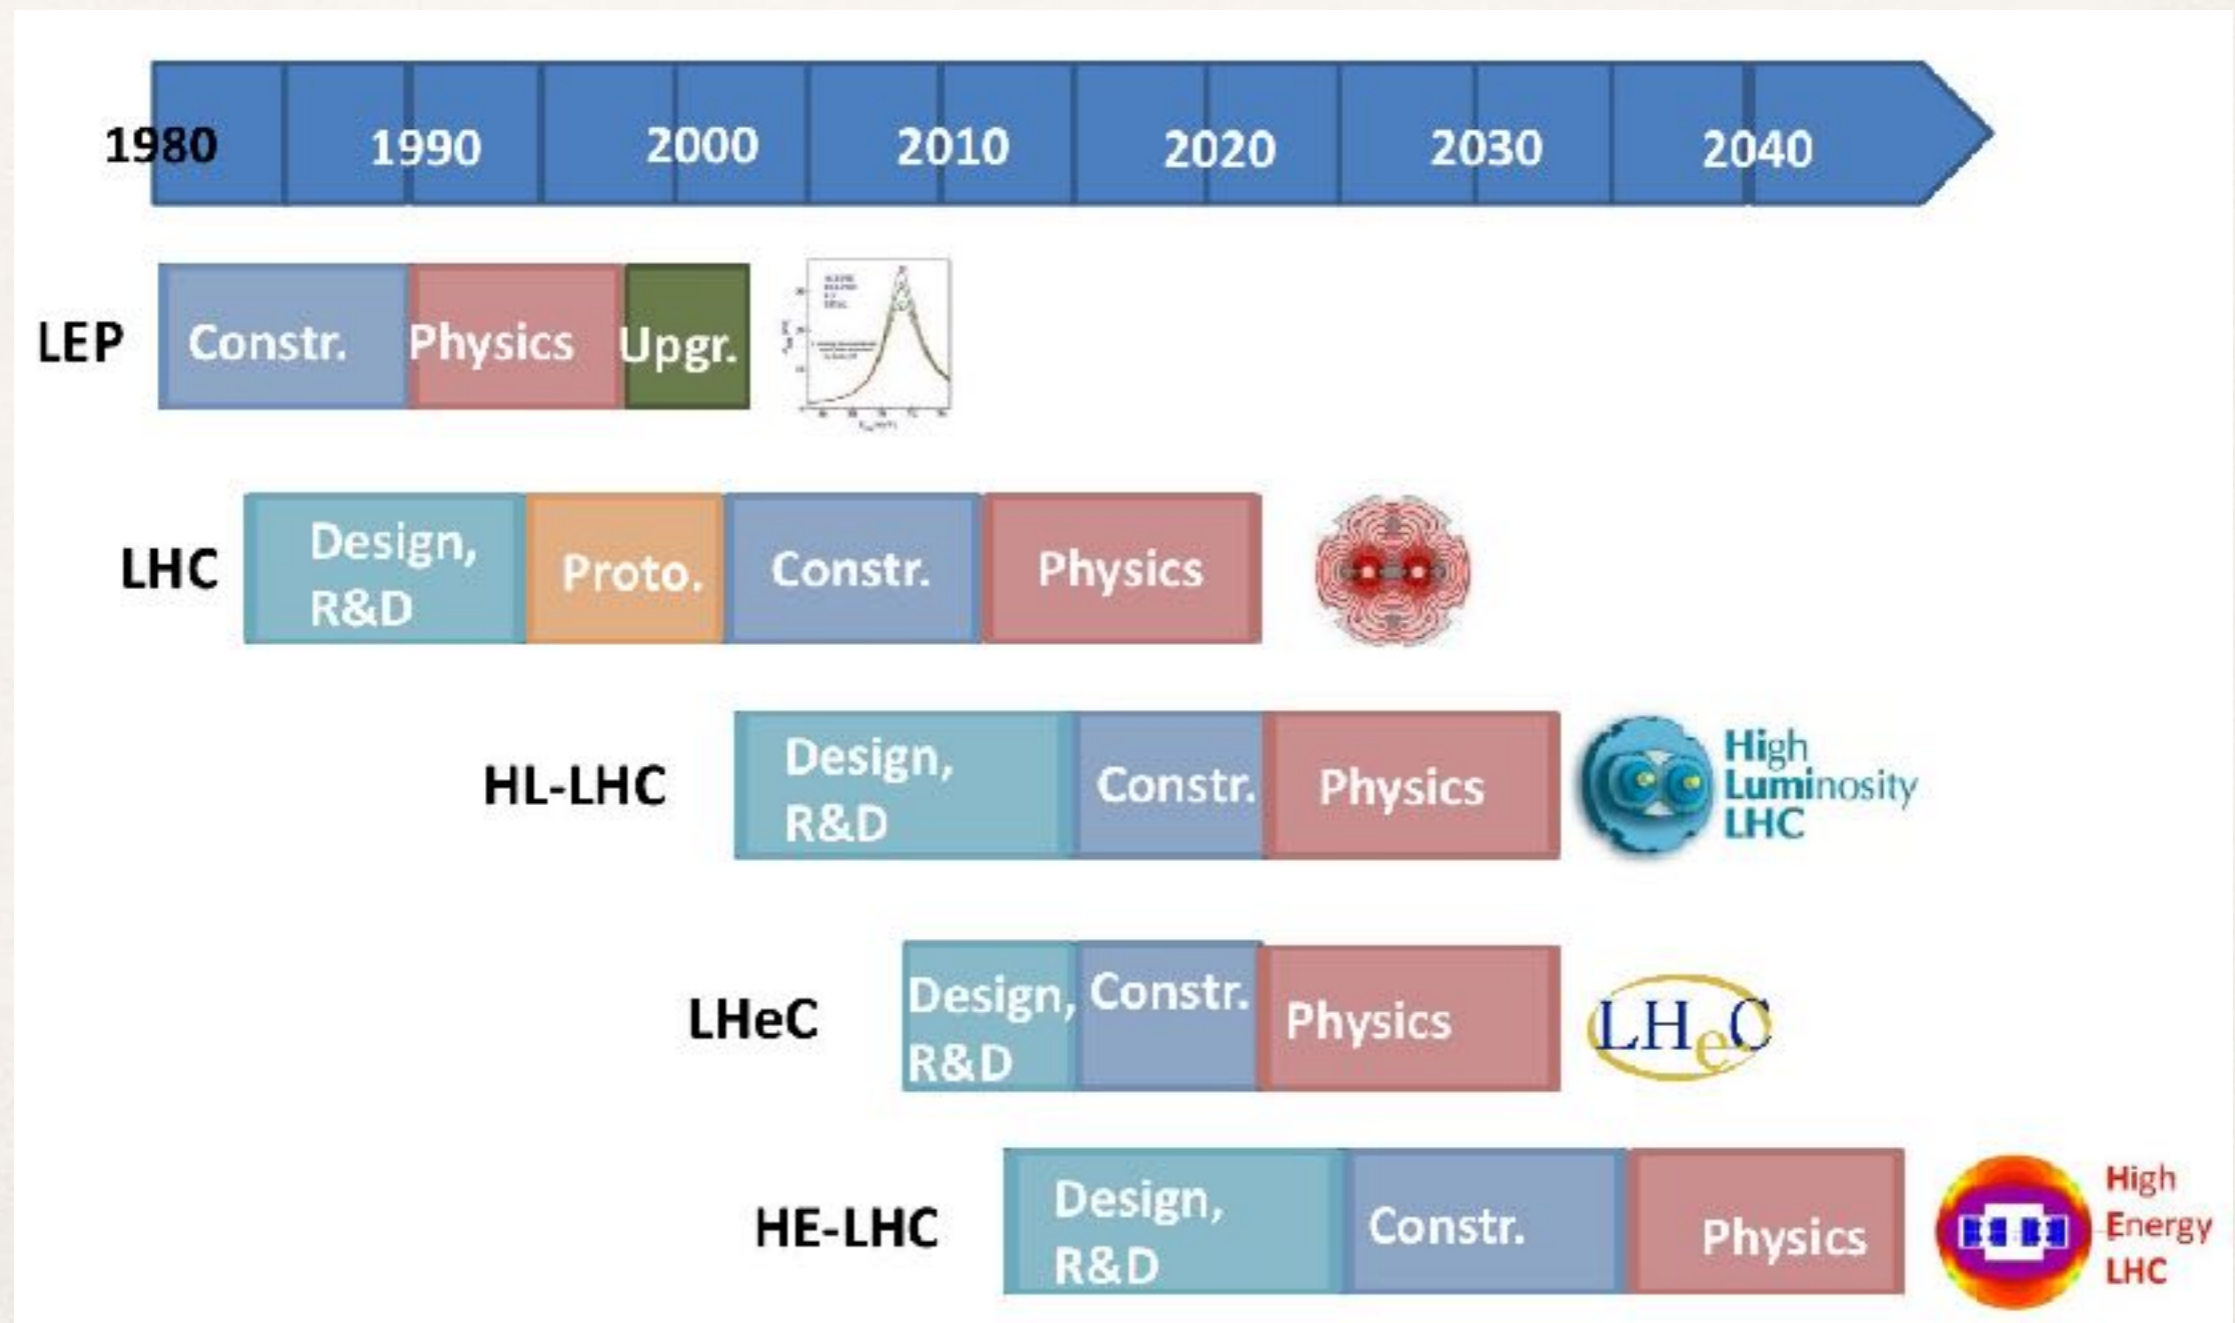 1980 1990 2000 2010 2020 2030 2040
LEP Constr. Physics Upgr.
LHC Design, R&D Proto. Constr. Physics
HL-LHC Design, R&D Constr. Physics
High
Luminosity
LHC
LHeC Design, R&D Constr. Physics
LHeC
HE-LHC Design, R&D Constr. Physics
High
Energy
LHC